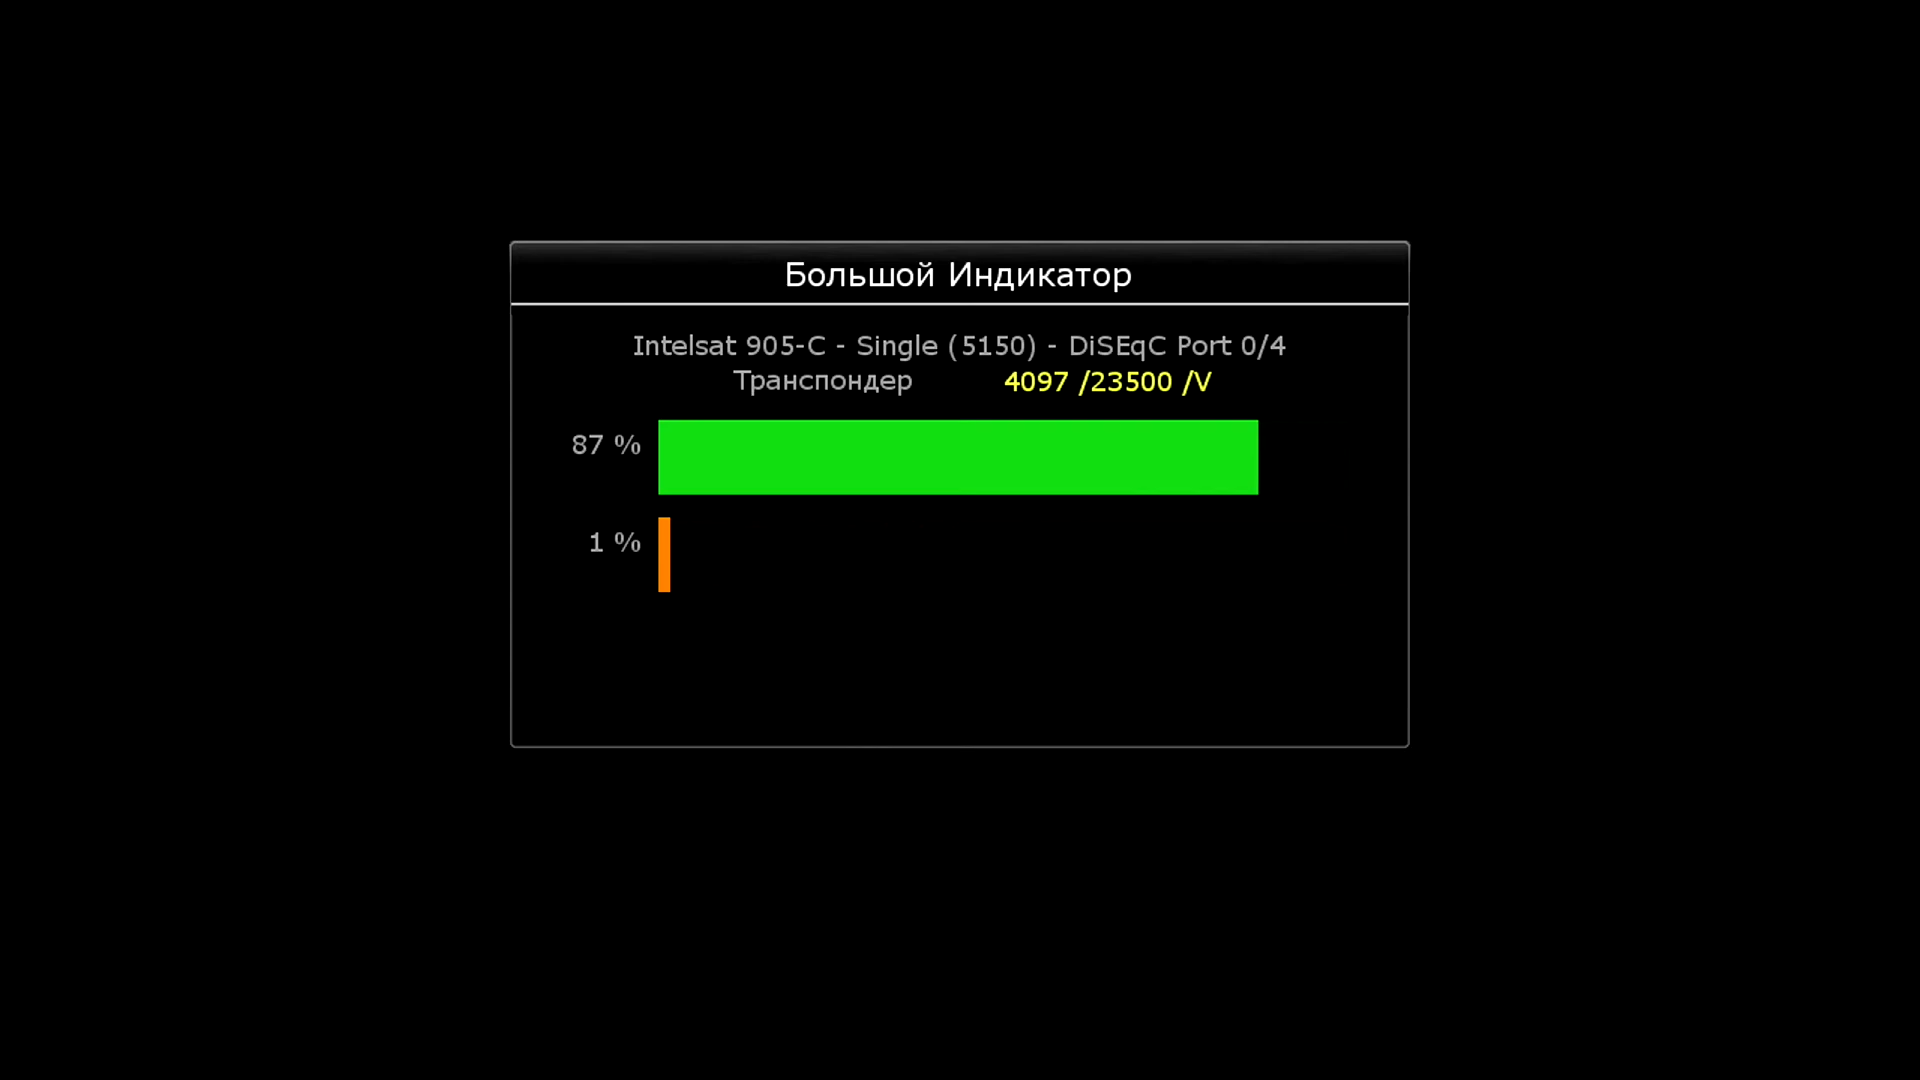 Большой Индикатор
Intelsat 905-C - Single (5150) - DiSEqC Port 0/4
Транспондер 4097 /23500 /V
87 %
1 %